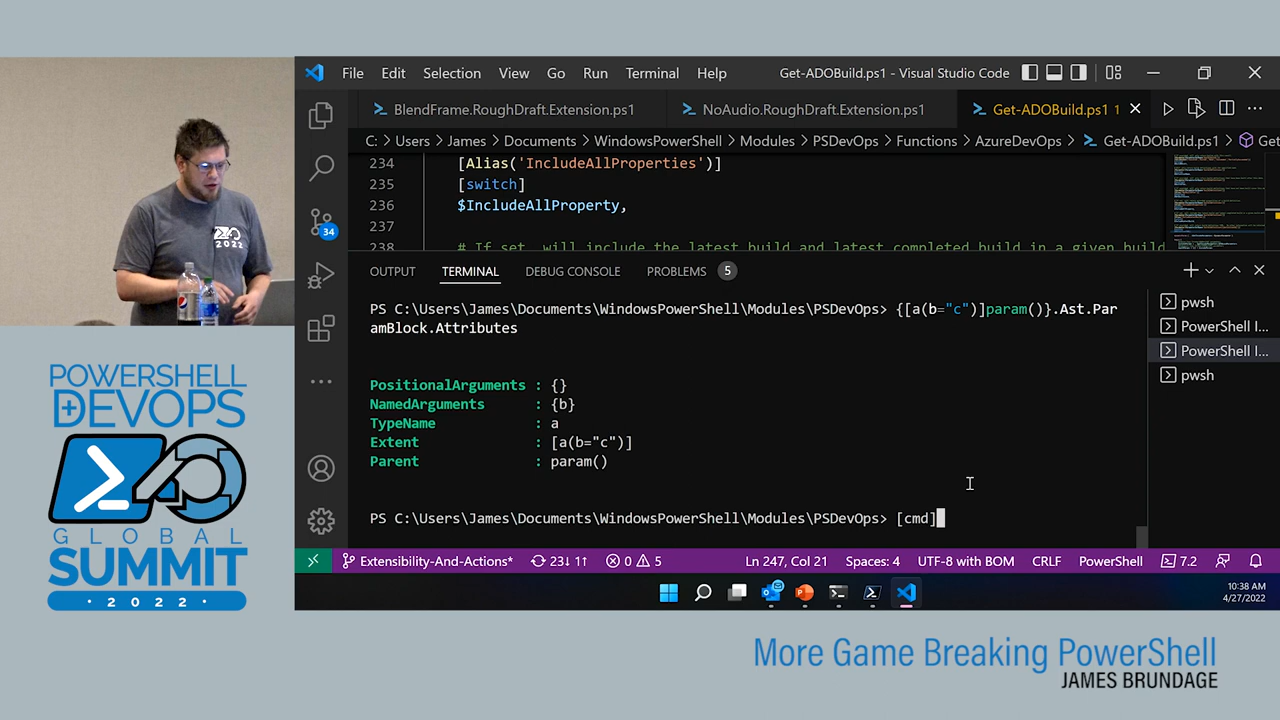 File Edit Selection View Go Run Terminal Help Get-ADOBuild.ps1 - Visual Studio Code
BlendFrame.RoughDraft.Extension.ps1 NoAudio.RoughDraft.Extension.ps1 Get-ADOBuild.ps1 1
C: > Users > James > Documents > WindowsPowerShell > Modules > PSDevOps > Functions > AzureDevOps > Get-ADOBuild.ps1 > Get
234 [Alias('IncludeAllProperties')]
235 [switch]
236 $IncludeAllProperty,
237
238 # If set, will include the latest build and latest completed build in a given build
34
OUTPUT TERMINAL DEBUG CONSOLE PROBLEMS 5
PS C:\Users\James\Documents\WindowsPowerShell\Modules\PSDevOps> {[a(b="c")]param()}.Ast.Par
amBlock.Attributes
PositionalArguments : {}
NamedArguments : {b}
TypeName : a
Extent : [a(b="c")]
Parent : param()
PS C:\Users\James\Documents\WindowsPowerShell\Modules\PSDevOps> [cmd]
pwsh
PowerShell I...
PowerShell I...
pwsh
Extensibility-And-Actions* 23↓ 1↑ 0 5 Ln 247, Col 21 Spaces: 4 UTF-8 with BOM CRLF PowerShell 7.2
10:38 AM
4/27/2022
2022
POWERSHELL
DEVOPS
GLOBAL
SUMMIT
· 2022 ·
More Game Breaking PowerShell
JAMES BRUNDAGE